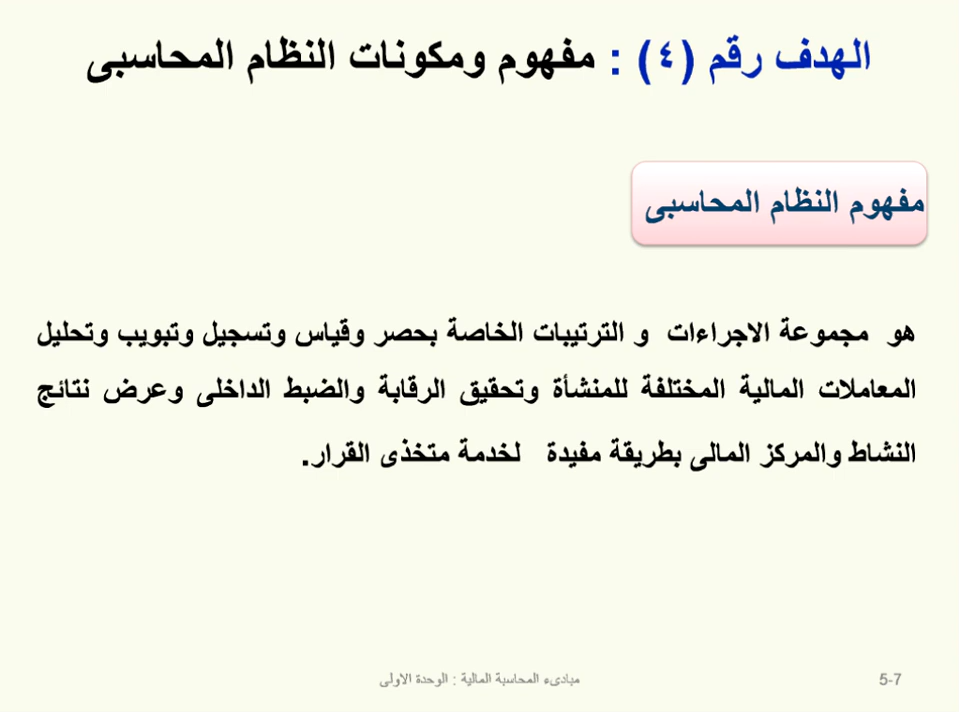 الهدف رقم (٤) : مفهوم ومكونات النظام المحاسبى
مفهوم النظام المحاسبى
هو مجموعة الاجراءات و الترتيبات الخاصة بحصر وقياس وتسجيل وتبويب وتحليل
المعاملات المالية المختلفة للمنشأة وتحقيق الرقابة والضبط الداخلى وعرض نتائج
النشاط والمركز المالى بطريقة مفيدة لخدمة متخذى القرار.
مبادىء المحاسبة المالية : الوحدة الاولى
5-7